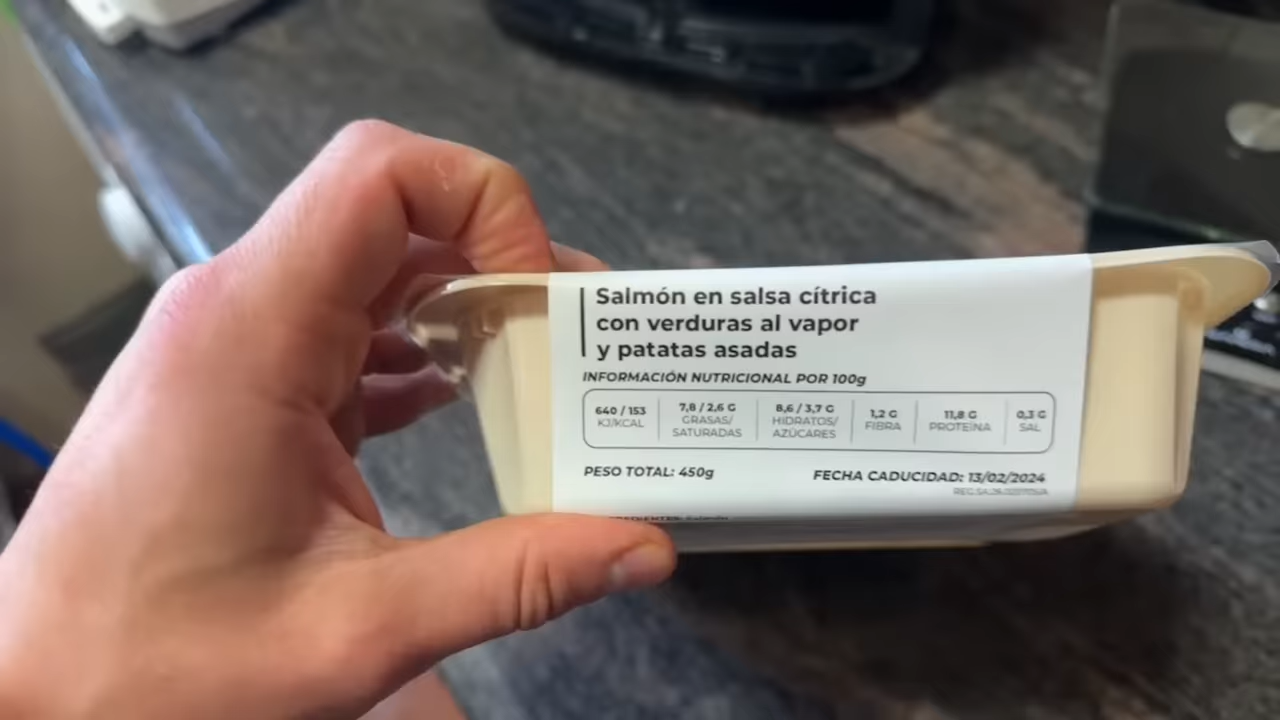 Salmón en salsa cítrica
con verduras al vapor
y patatas asadas
INFORMACIÓN NUTRICIONAL POR 100g
640 / 153
KJ/KCAL
7,8 / 2,6 G
GRASAS/
SATURADAS
8,6 / 3,7 G
HIDRATOS/
AZÚCARES
1,2 G
FIBRA
11,8 G
PROTEÍNA
0,3 G
SAL
PESO TOTAL: 450g
FECHA CADUCIDAD: 13/02/2024